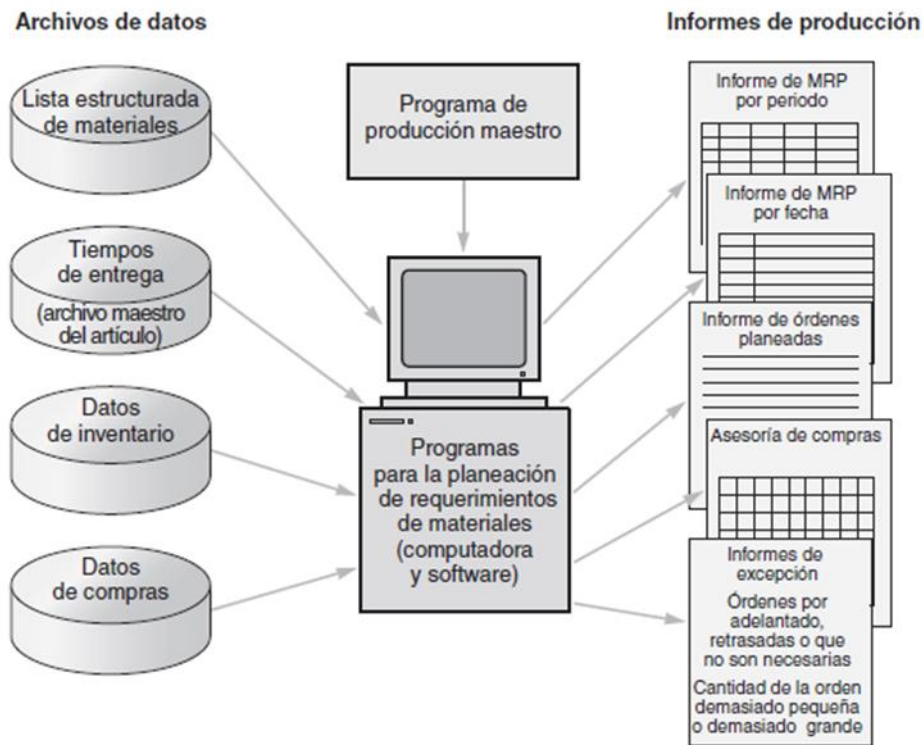 Archivos de datos
Lista estructurada
de materiales
Tiempos
de entrega
(archivo maestro
del artículo)
Datos
de inventario
Datos
de compras
Programa de
producción maestro
Programas
para la planeación
de requerimientos
de materiales
(computadora
y software)
Informes de producción
Informe de MRP
por periodo
Informe de MRP
por fecha
Informe de órdenes
planeadas
Asesoría de compras
Informes de
excepción
Órdenes por
adelantado,
retrasadas o que
no son necesarias
Cantidad de la orden
demasiado pequeña
o demasiado grande